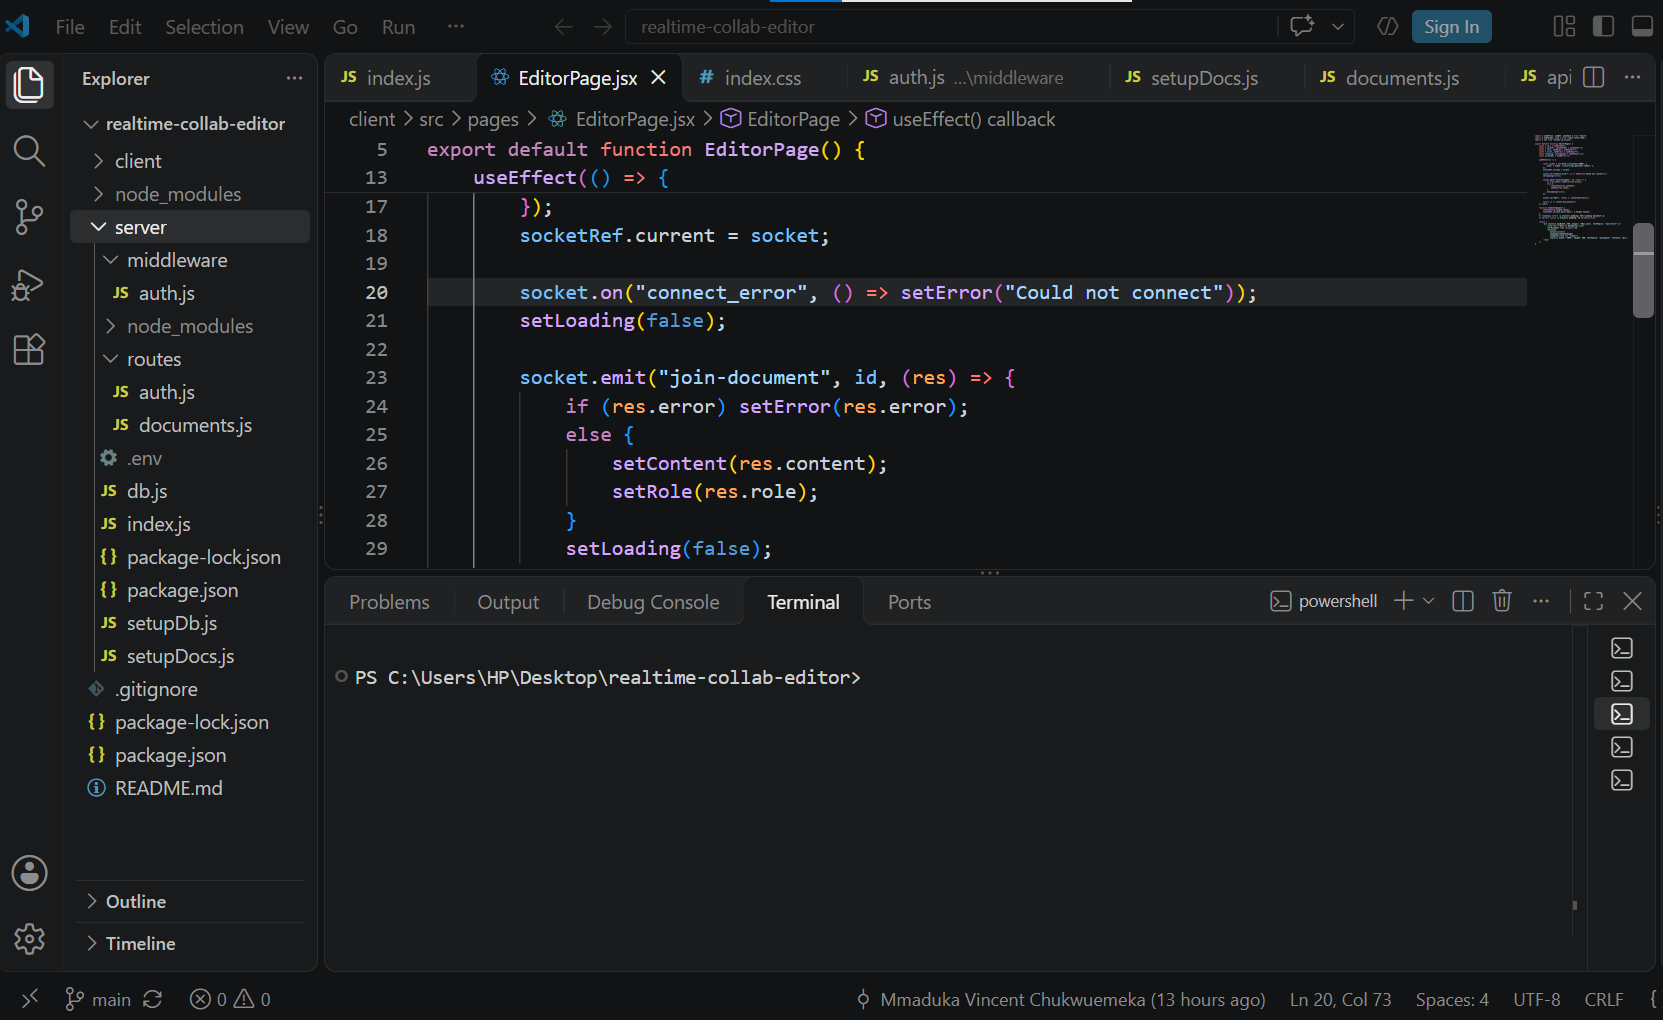 File Edit Selection View Go Run ···
realtime-collab-editor
Sign In
Explorer
realtime-collab-editor
client
node_modules
server
middleware
JS auth.js
node_modules
routes
JS auth.js
JS documents.js
.env
JS db.js
JS index.js
{} package-lock.json
{} package.json
JS setupDb.js
JS setupDocs.js
.gitignore
{} package-lock.json
{} package.json
README.md
Outline
Timeline
JS index.js
EditorPage.jsx
# index.css
JS auth.js ...\middleware
JS setupDocs.js
JS documents.js
JS api
client > src > pages > EditorPage.jsx > EditorPage > useEffect() callback
5 export default function EditorPage() {
13 useEffect(() => {
17 });
18 socketRef.current = socket;
19
20 socket.on("connect_error", () => setError("Could not connect"));
21 setLoading(false);
22
23 socket.emit("join-document", id, (res) => {
24 if (res.error) setError(res.error);
25 else {
26 setContent(res.content);
27 setRole(res.role);
28 }
29 setLoading(false);
Problems Output Debug Console Terminal Ports
powershell
PS C:\Users\HP\Desktop\realtime-collab-editor>
main
0 0
Mmaduka Vincent Chukwuemeka (13 hours ago)
Ln 20, Col 73
Spaces: 4
UTF-8
CRLF
{